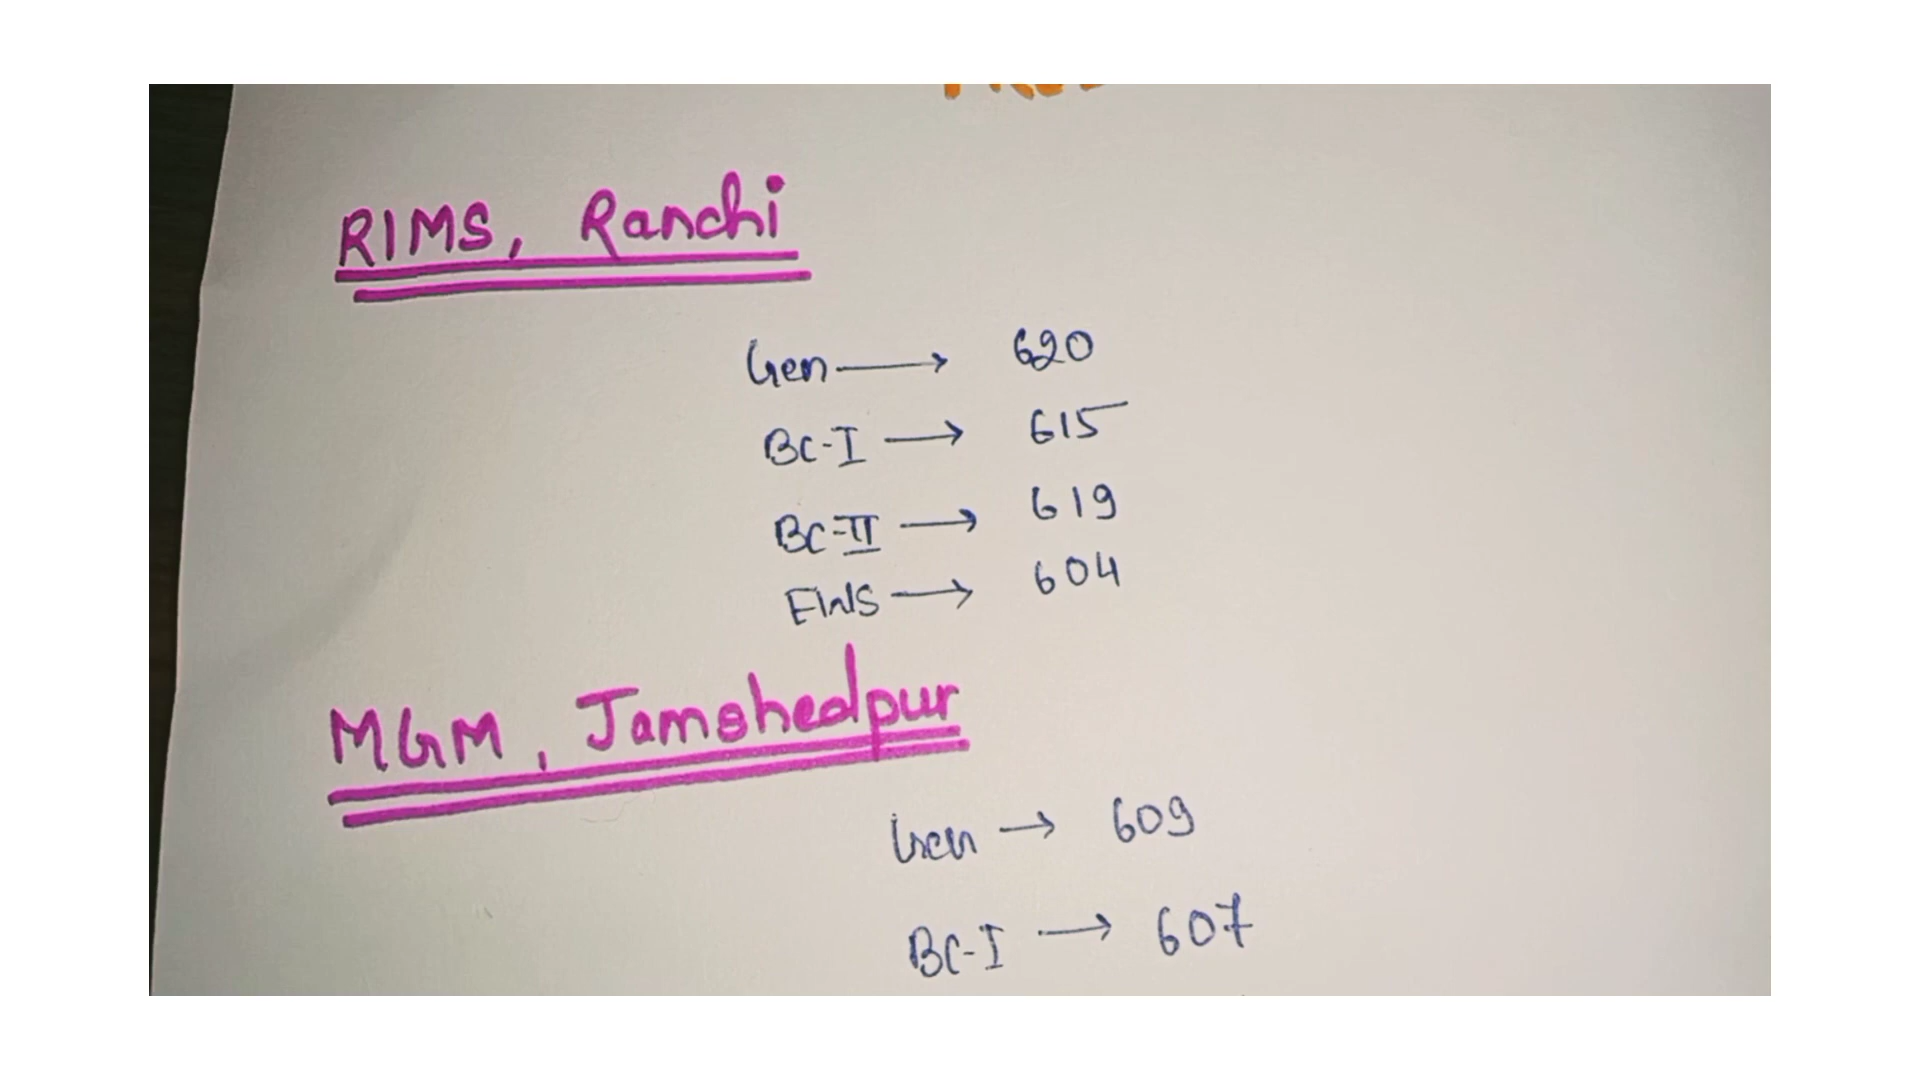 RIMS, Ranchi
Gen → 620
BC-I → 615
BC-II → 619
EWS → 604
MGM, Jamshedpur
Gen → 609
BC-I → 607